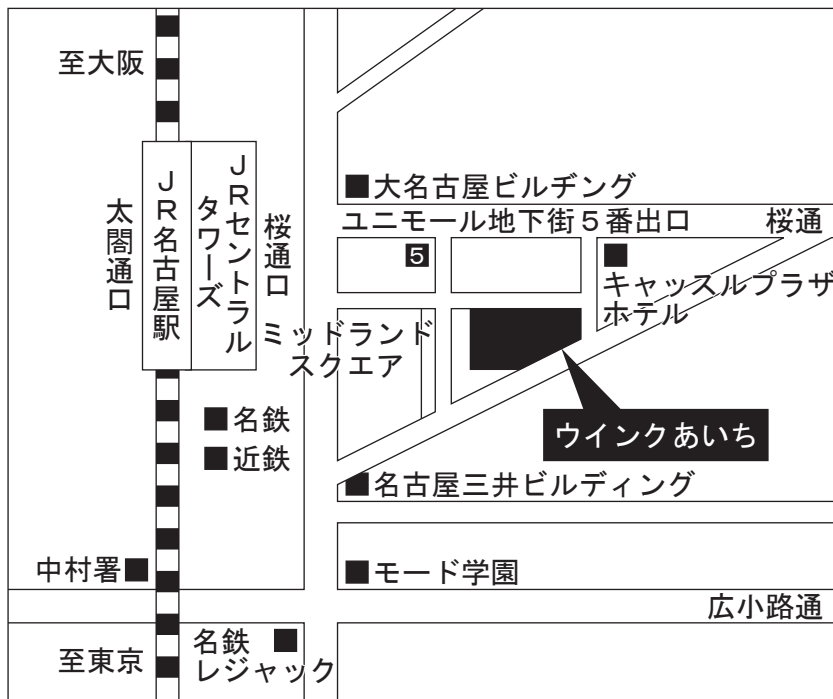 至大阪
太閤通口
ＪＲ名古屋駅
ＪＲセントラル
タワーズ
桜通口
■大名古屋ビルヂング
ユニモール地下街５番出口
桜通
5
キャッスルプラザ
ホテル
ミッドランド
スクエア
■名鉄
■近鉄
ウインクあいち
■名古屋三井ビルディング
中村署■
■モード学園
広小路通
至東京
名鉄■
レジャック